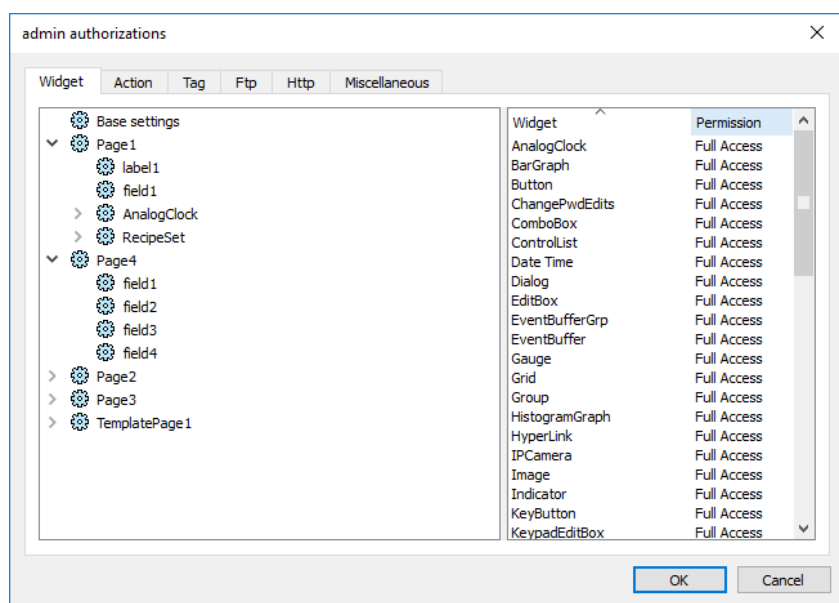 admin authorizations
Widget Action Tag Ftp Http Miscellaneous
Base settings
Page1
label1
field1
AnalogClock
RecipeSet
Page4
field1
field2
field3
field4
Page2
Page3
TemplatePage1
Widget Permission
AnalogClock Full Access
BarGraph Full Access
Button Full Access
ChangePwdEdits Full Access
ComboBox Full Access
ControlList Full Access
Date Time Full Access
Dialog Full Access
EditBox Full Access
EventBufferGrp Full Access
EventBuffer Full Access
Gauge Full Access
Grid Full Access
Group Full Access
HistogramGraph Full Access
HyperLink Full Access
IPCamera Full Access
Image Full Access
Indicator Full Access
KeyButton Full Access
KeypadEditBox Full Access
OK Cancel